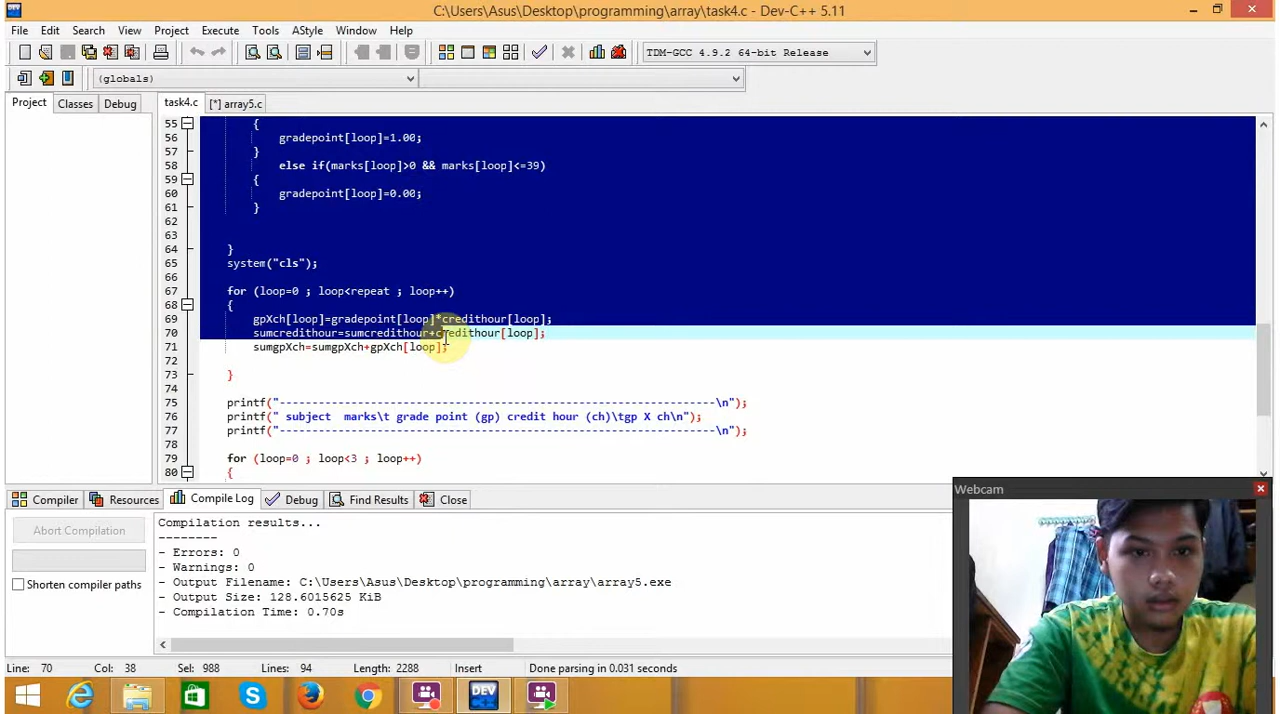 C:\Users\Asus\Desktop\programming\array\task4.c - Dev-C++ 5.11
File Edit Search View Project Execute Tools AStyle Window Help
TDM-GCC 4.9.2 64-bit Release
(globals)
Project Classes Debug task4.c [*] array5.c
55 {
56 gradepoint[loop]=1.00;
57 }
58 else if(marks[loop]>0 && marks[loop]<=39)
59 {
60 gradepoint[loop]=0.00;
61 }
62
63
64 }
65 system("cls");
66
67 for (loop=0 ; loop<repeat ; loop++)
68 {
69 gpXch[loop]=gradepoint[loop]*credithour[loop];
70 sumcredithour=sumcredithour+credithour[loop];
71 sumgpXch=sumgpXch+gpXch[loop];
72
73 }
74
75 printf("------------------------------------------------------\n");
76 printf(" subject  marks\t grade point (gp) credit hour (ch)\tgp X ch\n");
77 printf("------------------------------------------------------\n");
78
79 for (loop=0 ; loop<3 ; loop++)
80 {
Compiler Resources Compile Log Debug Find Results Close
Webcam
Abort Compilation
Shorten compiler paths
Compilation results...
--------
- Errors: 0
- Warnings: 0
- Output Filename: C:\Users\Asus\Desktop\programming\array\array5.exe
- Output Size: 128.6015625 KiB
- Compilation Time: 0.70s
Line: 70 Col: 38 Sel: 988 Lines: 94 Length: 2288 Insert Done parsing in 0.031 seconds
DEV